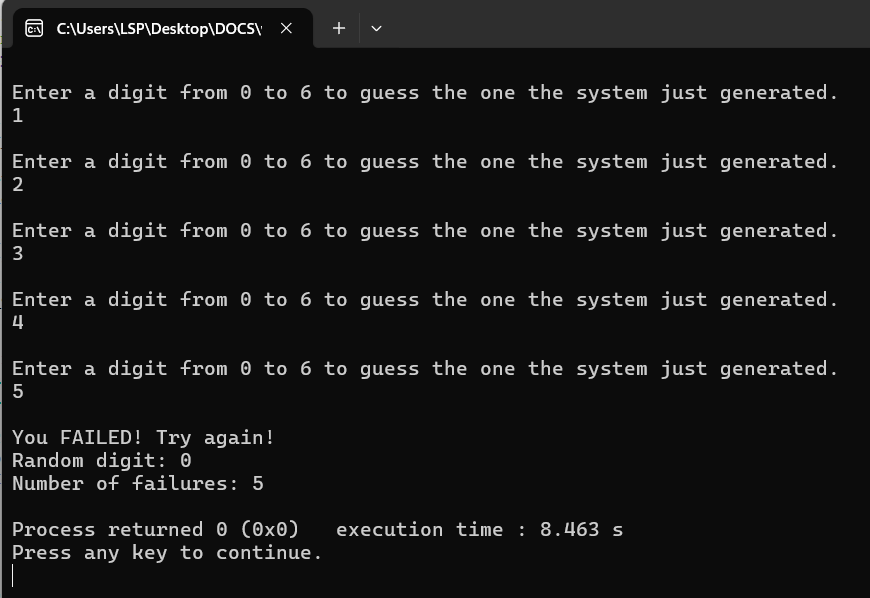 C:\Users\LSP\Desktop\DOCS\
Enter a digit from 0 to 6 to guess the one the system just generated.
1
Enter a digit from 0 to 6 to guess the one the system just generated.
2
Enter a digit from 0 to 6 to guess the one the system just generated.
3
Enter a digit from 0 to 6 to guess the one the system just generated.
4
Enter a digit from 0 to 6 to guess the one the system just generated.
5
You FAILED! Try again!
Random digit: 0
Number of failures: 5
Process returned 0 (0x0)   execution time : 8.463 s
Press any key to continue.